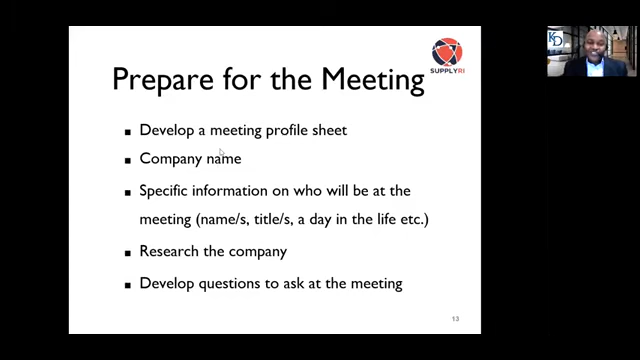 SUPPLYRI
KD
Prepare for the Meeting
Develop a meeting profile sheet
Company name
Specific information on who will be at the
meeting (name/s, title/s, a day in the life etc.)
Research the company
Develop questions to ask at the meeting
13